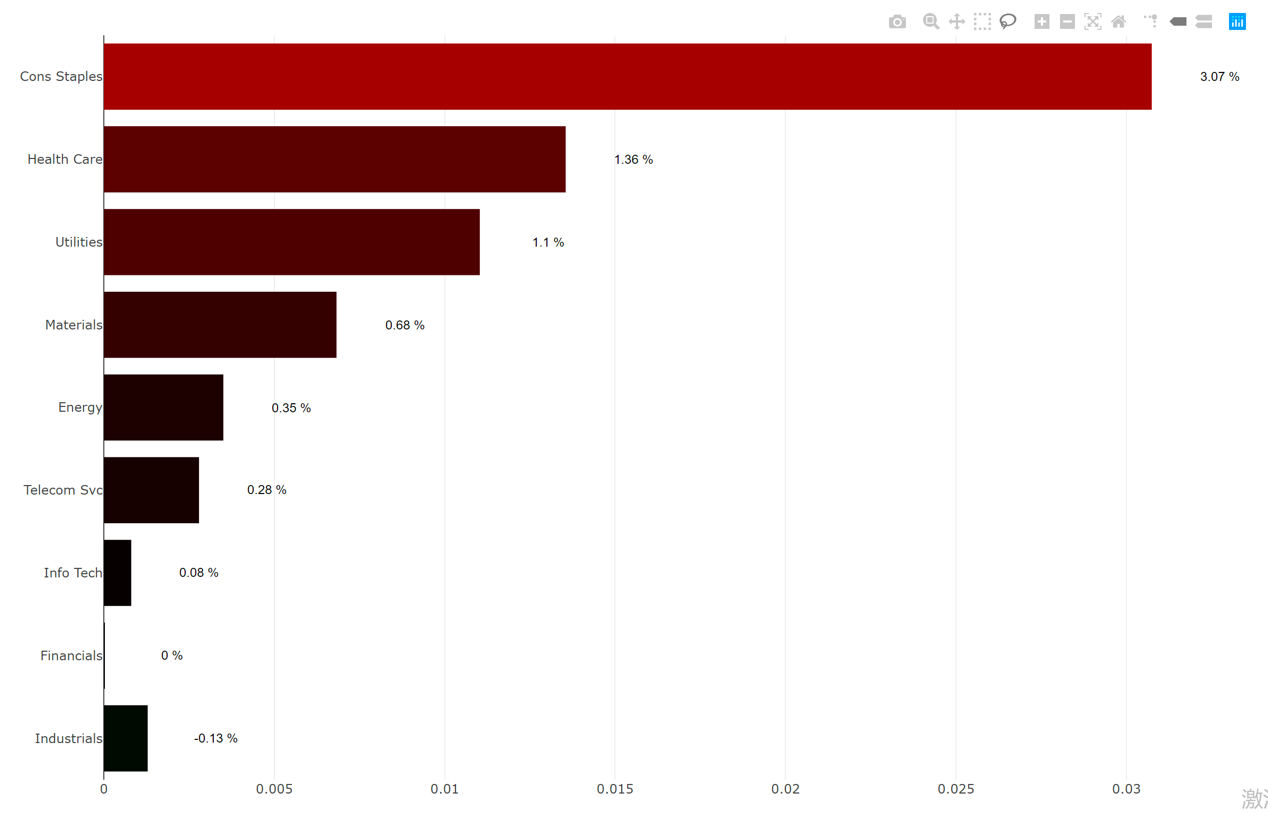 Cons Staples 3.07 %
Health Care 1.36 %
Utilities 1.1 %
Materials 0.68 %
Energy 0.35 %
Telecom Svc 0.28 %
Info Tech 0.08 %
Financials 0 %
Industrials -0.13 %
0 0.005 0.01 0.015 0.02 0.025 0.03
激